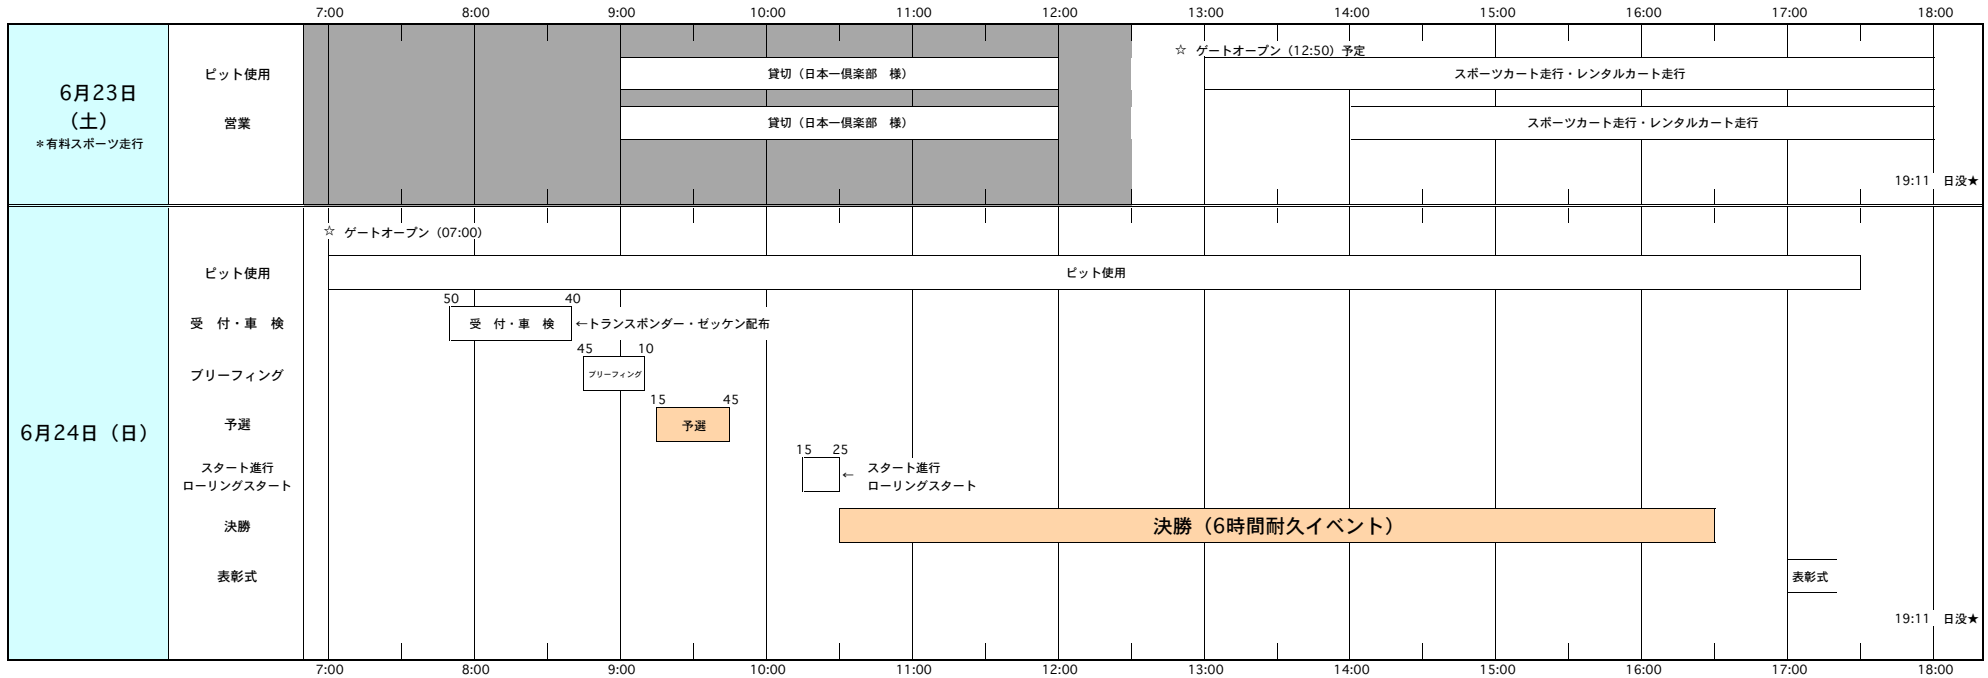 7:00 8:00 9:00 10:00 11:00 12:00 13:00 14:00 15:00 16:00 17:00 18:00
6月23日
（土）
＊有料スポーツ走行
☆ ゲートオープン（12:50）予定
ピット使用 貸切（日本一倶楽部　様） スポーツカート走行・レンタルカート走行
営業 貸切（日本一倶楽部　様） スポーツカート走行・レンタルカート走行
19:11　日没★
6月24日（日）
☆ ゲートオープン（07:00）
ピット使用 ピット使用
50 40
受　付・車　検 受　付・車　検 ←トランスポンダー・ゼッケン配布
45 10
ブリーフィング ブリーフィング
15 45
予選 予選
15 25
スタート進行 ← スタート進行
ローリングスタート ローリングスタート
決勝 決勝（6時間耐久イベント）
表彰式 表彰式
19:11　日没★
7:00 8:00 9:00 10:00 11:00 12:00 13:00 14:00 15:00 16:00 17:00 18:00